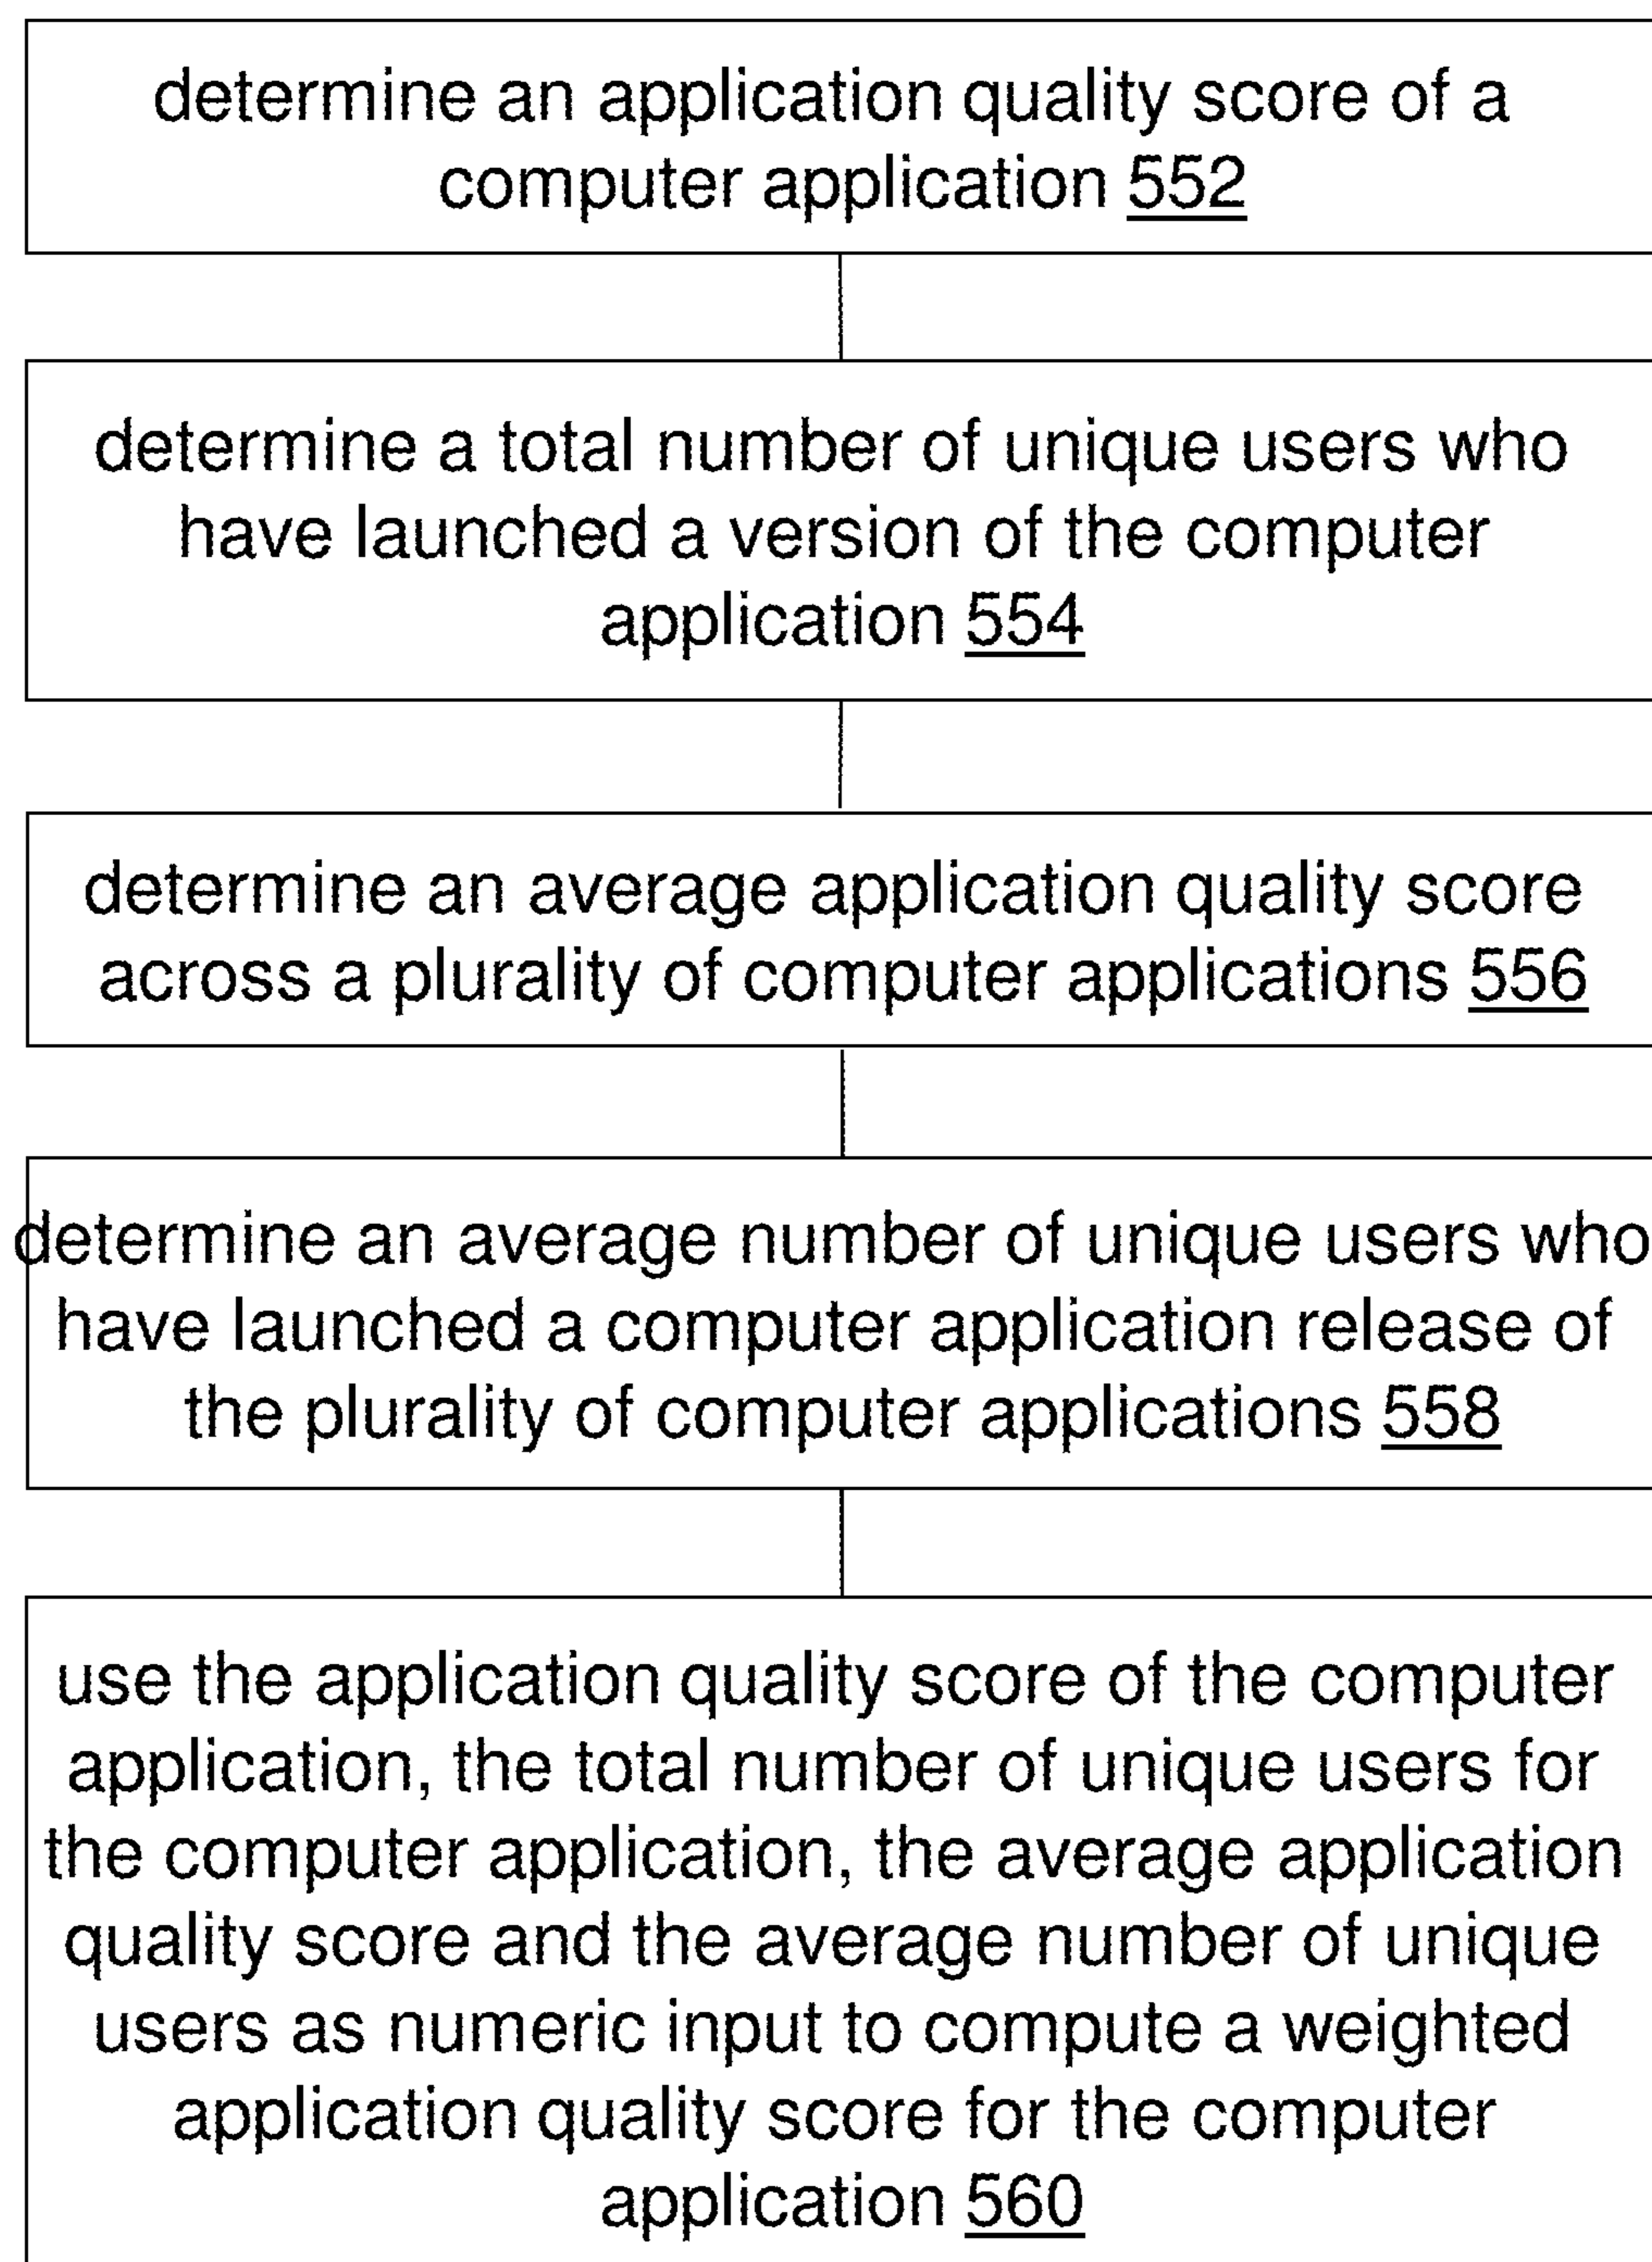 determine an application quality score of a
computer application 552
determine a total number of unique users who
have launched a version of the computer
application 554
determine an average application quality score
across a plurality of computer applications 556
determine an average number of unique users who
have launched a computer application release of
the plurality of computer applications 558
use the application quality score of the computer
application, the total number of unique users for
the computer application, the average application
quality score and the average number of unique
users as numeric input to compute a weighted
application quality score for the computer
application 560